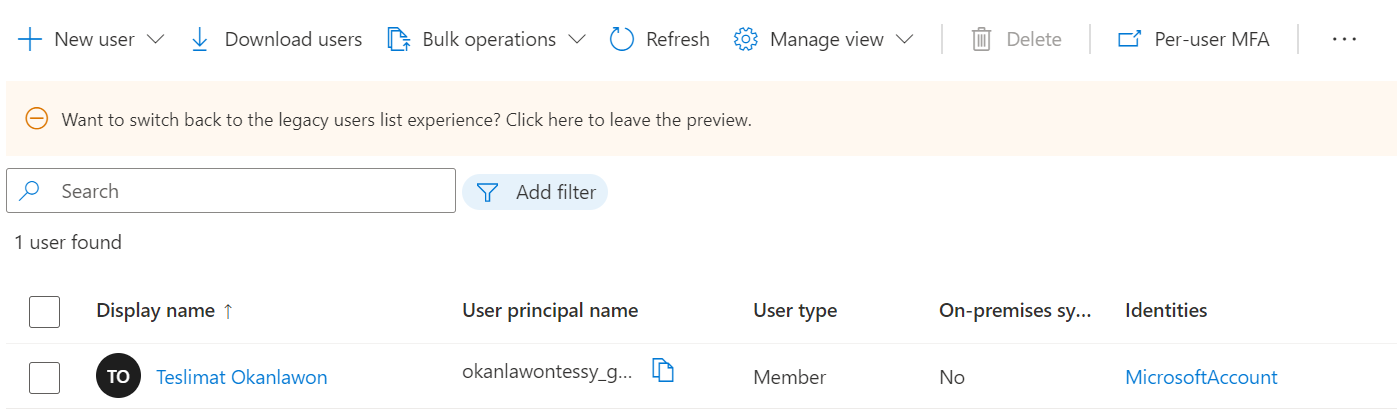 New user Download users Bulk operations Refresh Manage view Delete Per-user MFA ...
Want to switch back to the legacy users list experience? Click here to leave the preview.
Search Add filter
1 user found
Display name ↑ User principal name User type On-premises sy... Identities
TO Teslimat Okanlawon okanlawontessy_g... Member No MicrosoftAccount